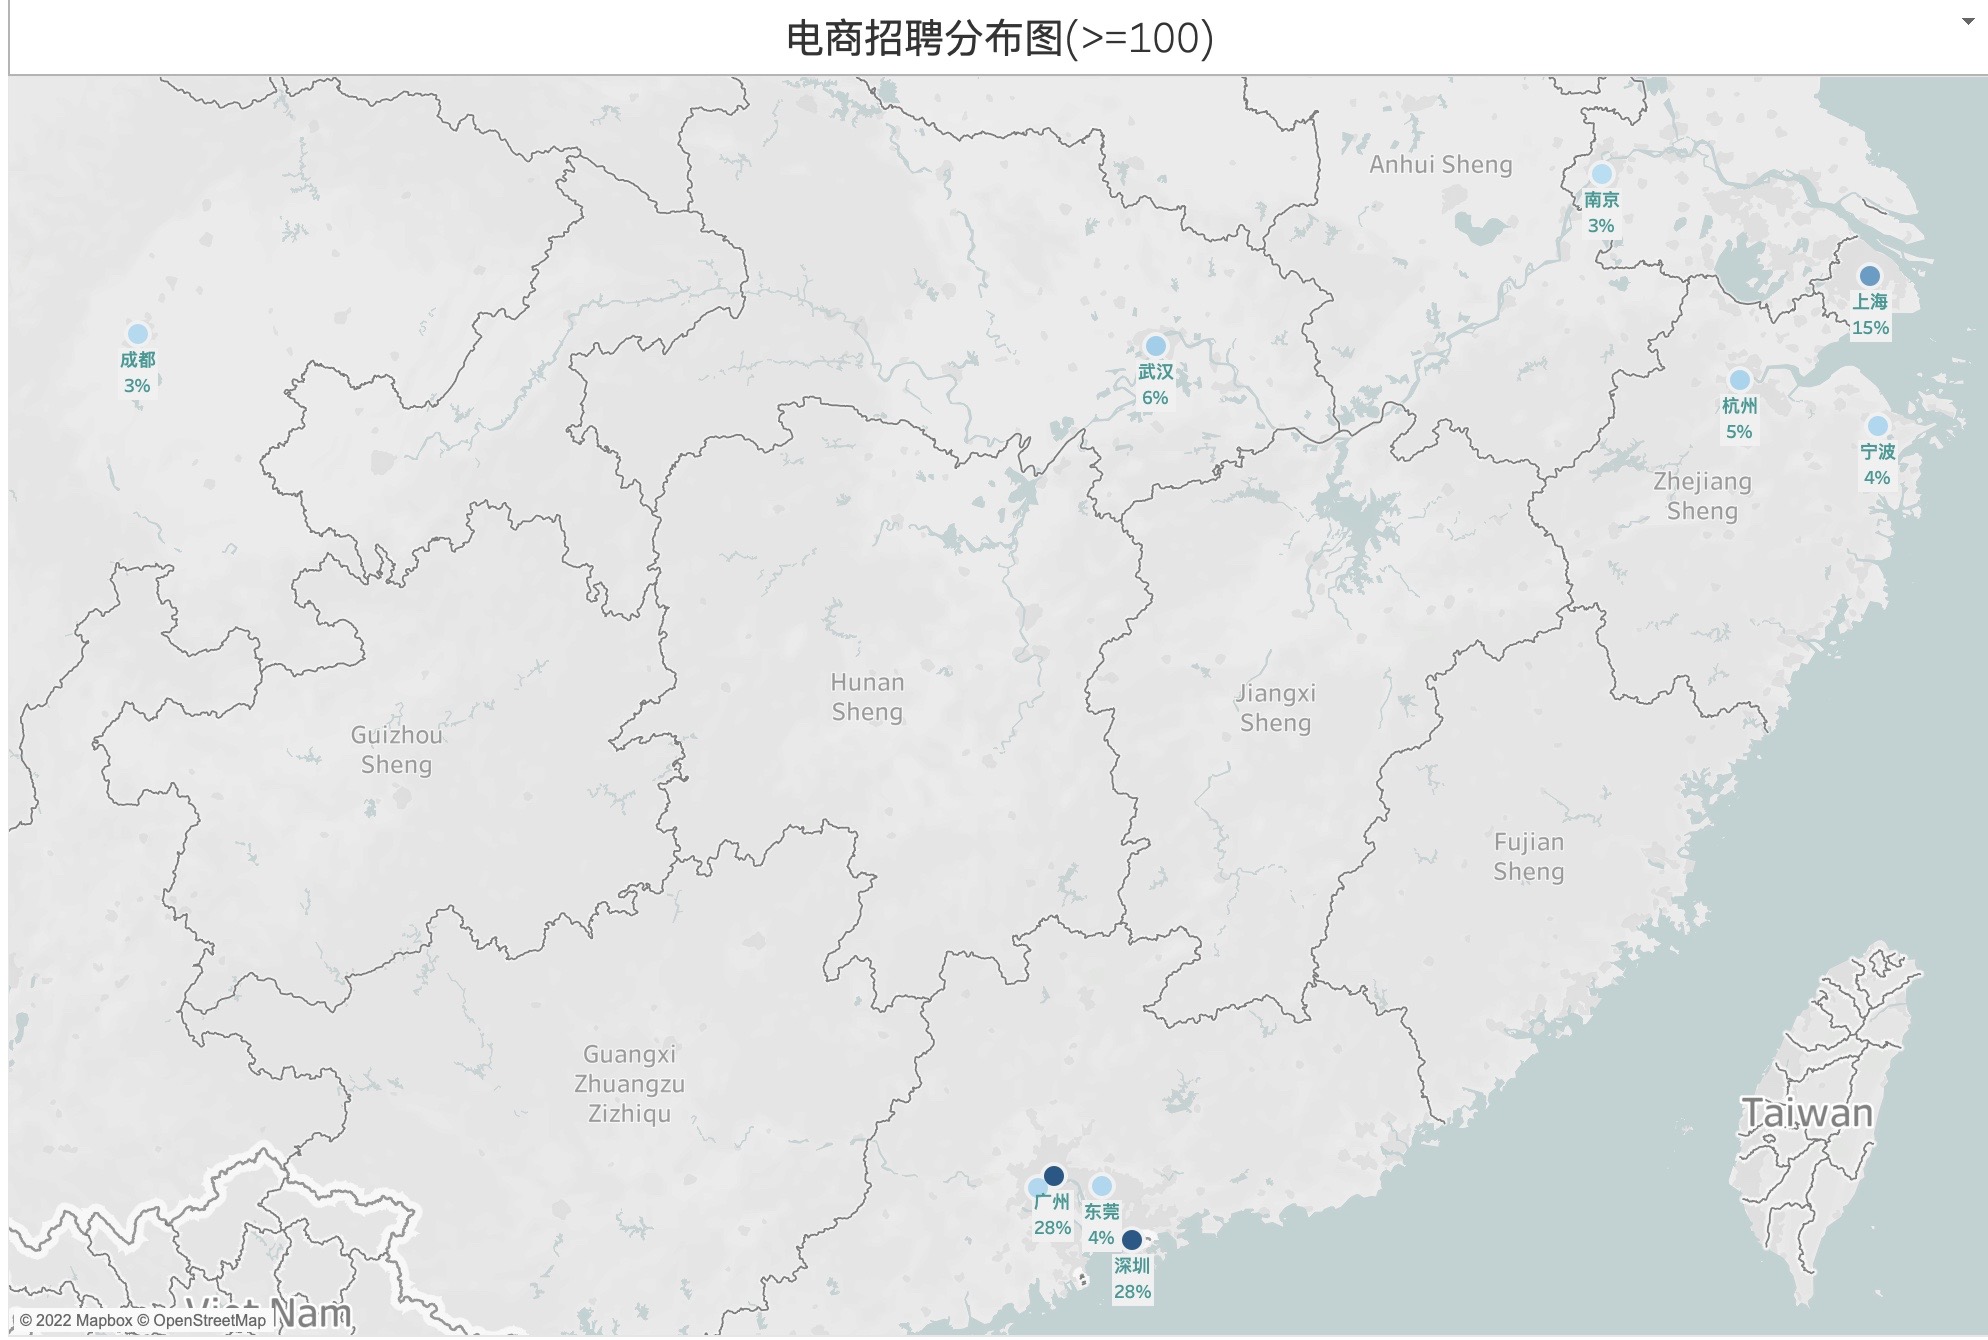 电商招聘分布图(>=100)
Anhui Sheng
南京
3%
上海
15%
成都
3%
武汉
6%
杭州
5%
宁波
4%
Zhejiang
Sheng
Hunan
Sheng
Jiangxi
Sheng
Guizhou
Sheng
Fujian
Sheng
Guangxi
Zhuangzu
Zizhiqu
Taiwan
广州
28%
东莞
4%
深圳
28%
Viet Nam
© 2022 Mapbox © OpenStreetMap